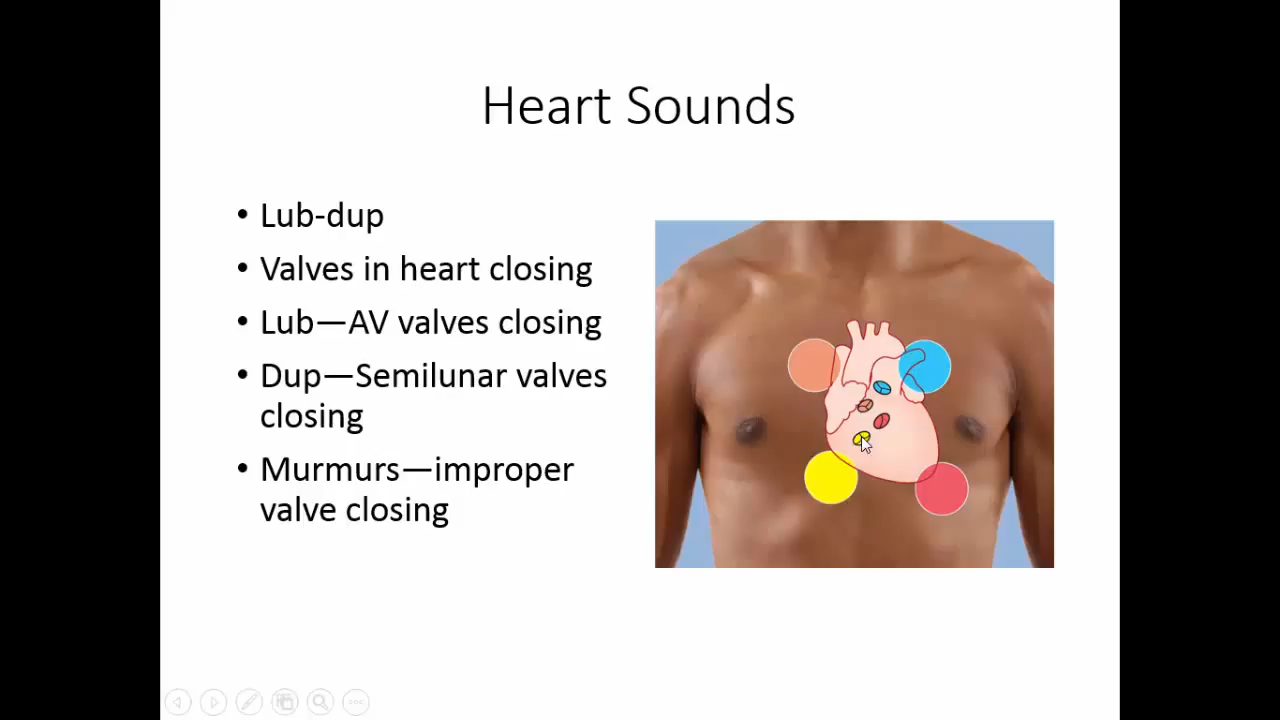 Heart Sounds
• Lub-dup
• Valves in heart closing
• Lub—AV valves closing
• Dup—Semilunar valves
closing
• Murmurs—improper
valve closing